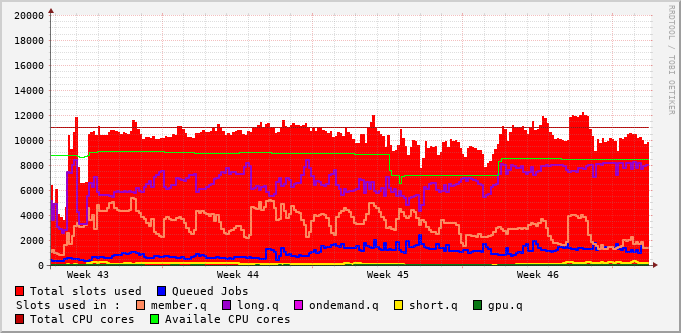 RRDTOOL / TOBI OETIKER
20000
18000
16000
14000
12000
10000
8000
6000
4000
2000
0
Week 43 Week 44 Week 45 Week 46
Total slots used Queued Jobs
Slots used in : member.q long.q ondemand.q short.q gpu.q
Total CPU cores Availale CPU cores